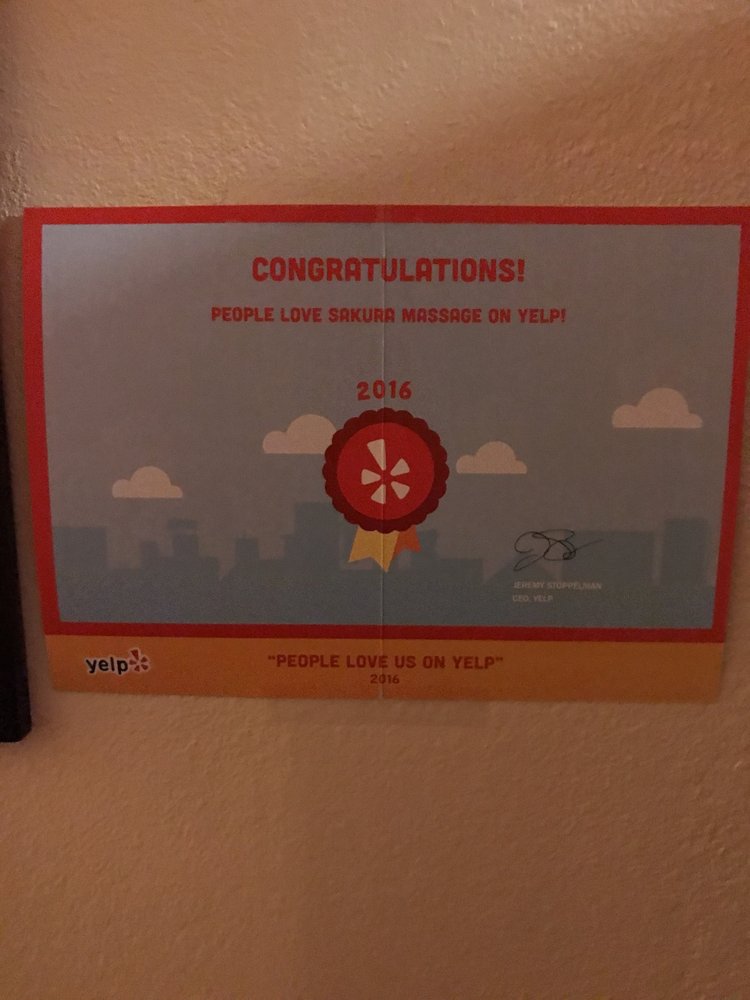 CONGRATULATIONS!
PEOPLE LOVE SAKURA MASSAGE ON YELP!
2016
JEREMY STOPPELMAN
CEO, YELP
yelp
"PEOPLE LOVE US ON YELP"
2016